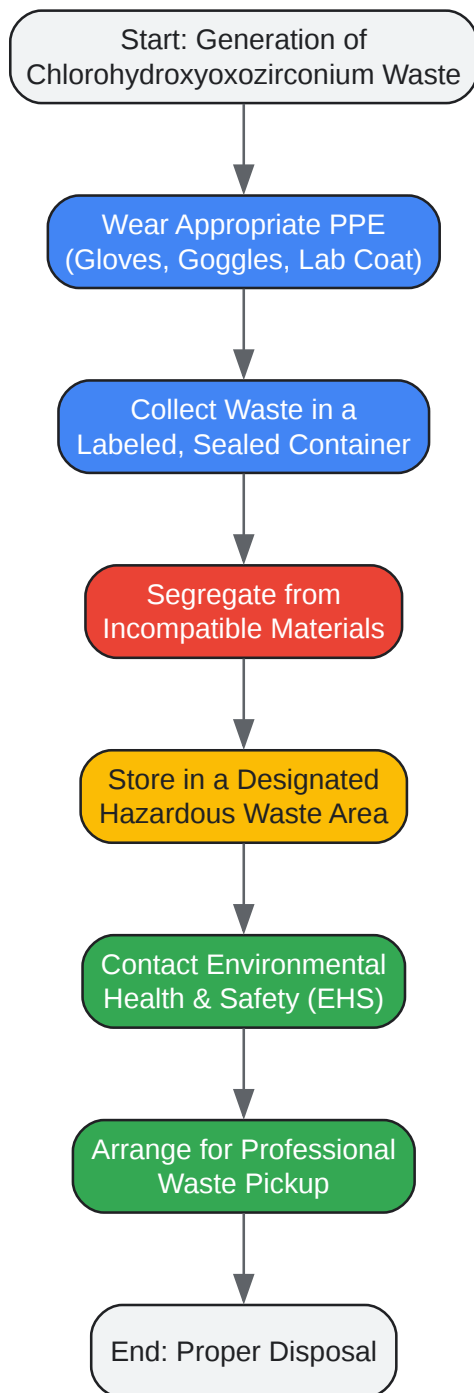 Start: Generation of
Chlorohydroxyoxozirconium Waste
Wear Appropriate PPE
(Gloves, Goggles, Lab Coat)
Collect Waste in a
Labeled, Sealed Container
Segregate from
Incompatible Materials
Store in a Designated
Hazardous Waste Area
Contact Environmental
Health & Safety (EHS)
Arrange for Professional
Waste Pickup
End: Proper Disposal